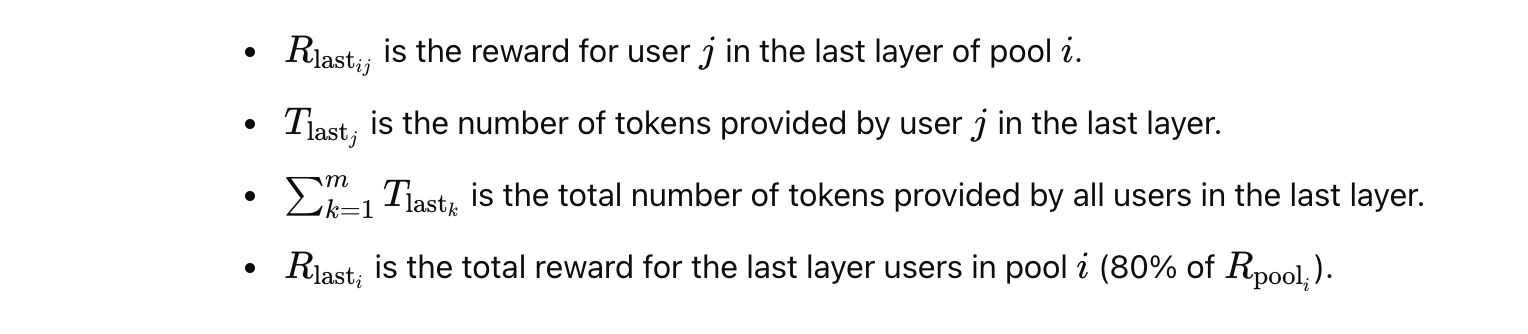 • $R_{\text{last}_{ij}}$ is the reward for user $j$ in the last layer of pool $i$.
• $T_{\text{last}_j}$ is the number of tokens provided by user $j$ in the last layer.
• $\sum_{k=1}^{m} T_{\text{last}_k}$ is the total number of tokens provided by all users in the last layer.
• $R_{\text{last}_i}$ is the total reward for the last layer users in pool $i$ (80% of $R_{\text{pool}_i}$).